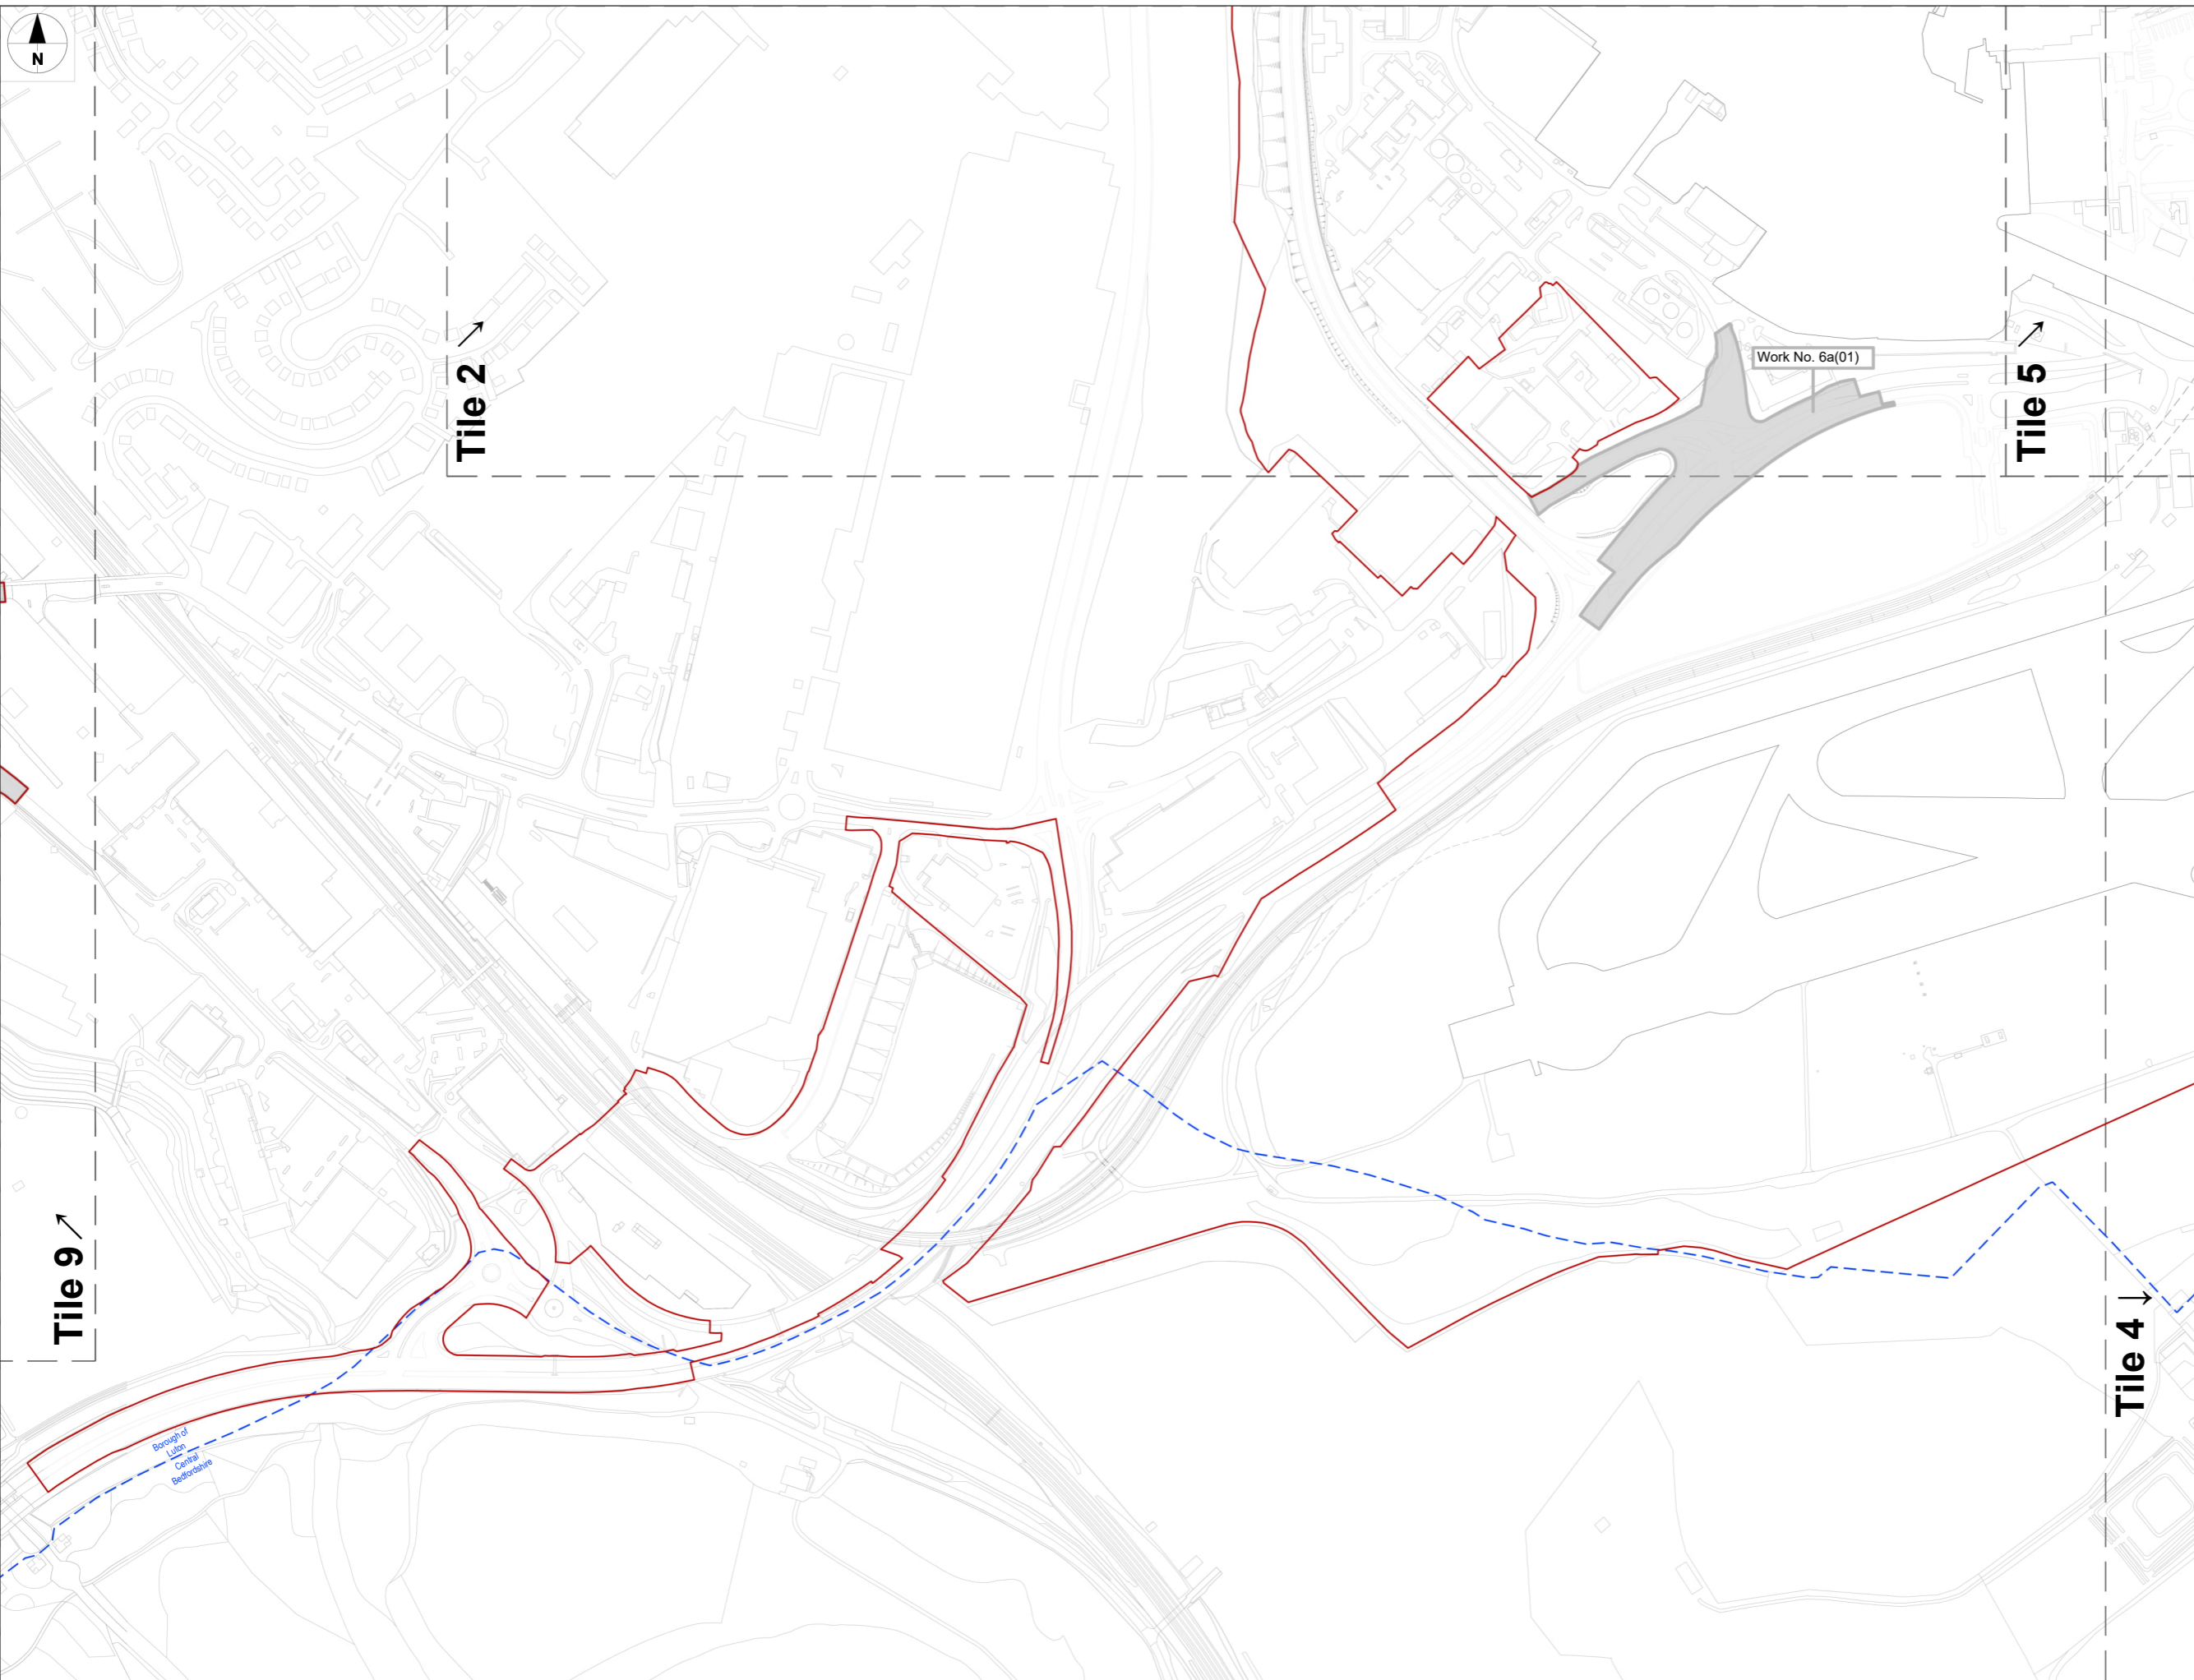 N
Tile 2
Work No. 6a(01)
Tile 5
Tile 9
Tile 4
Borough of
Luton
Central
Bedfordshire